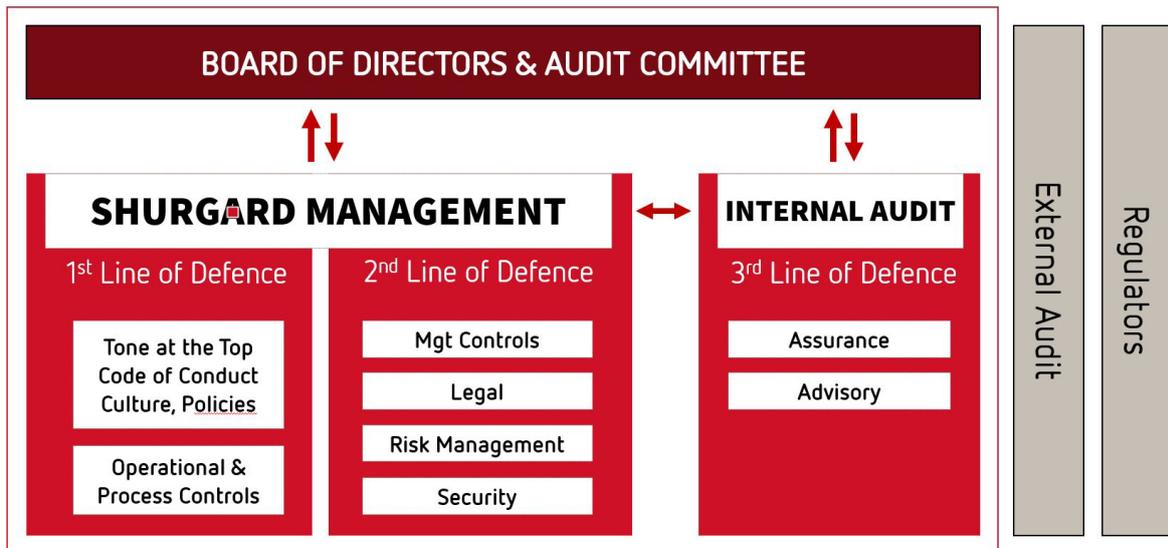 BOARD OF DIRECTORS & AUDIT COMMITTEE
SHURGARD MANAGEMENT
1st Line of Defence
2nd Line of Defence
Tone at the Top
Code of Conduct
Culture, Policies
Operational &
Process Controls
Mgt Controls
Legal
Risk Management
Security
INTERNAL AUDIT
3rd Line of Defence
Assurance
Advisory
External Audit
Regulators